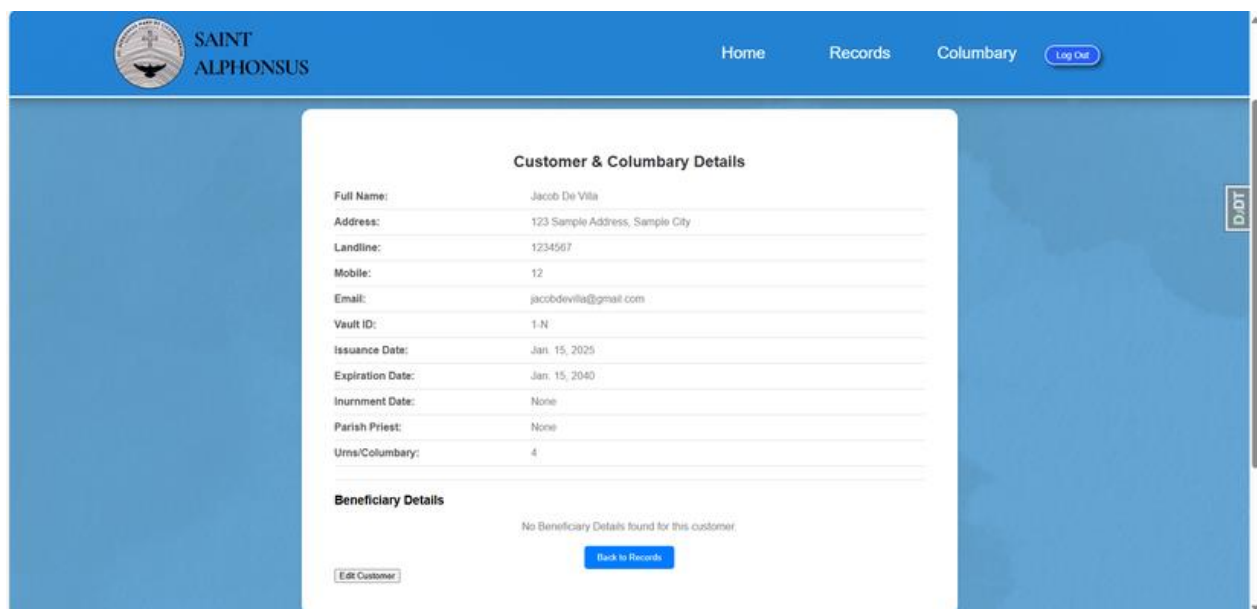 SAINT
ALPHONSUS
Home Records Columbary Log Out
Customer & Columbary Details
Full Name: Jacob De Villa
Address: 123 Sample Address, Sample City
Landline: 1234567
Mobile: 12
Email: jacobdevilla@gmail.com
Vault ID: 1-N
Issuance Date: Jan. 15, 2025
Expiration Date: Jan. 15, 2040
Inurnment Date: None
Parish Priest: None
Urns/Columbary: 4
Beneficiary Details
No Beneficiary Details found for this customer.
Back to Records
Edit Customer
DJDT